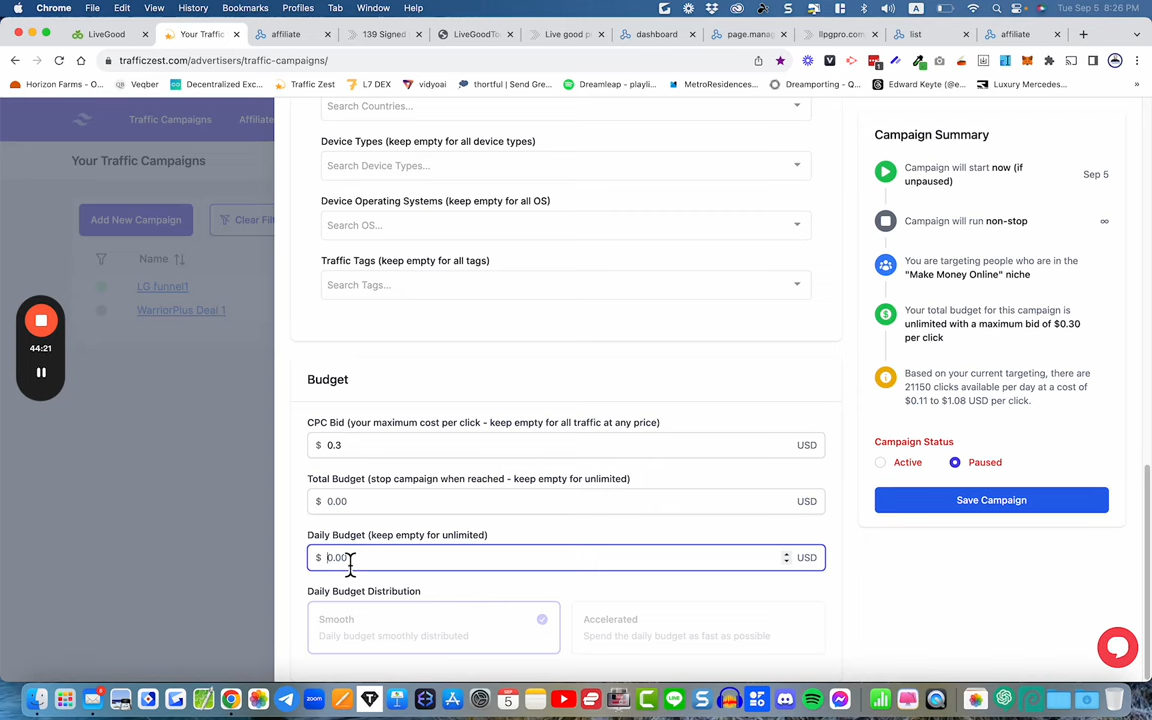 Chrome File Edit View History Bookmarks Profiles Tab Window Help Tue Sep 5 8:26 PM
LiveGood Your Traffic affiliate 139 Signed LiveGoodTo Live good p dashboard page.mana llpgpro.com list affiliate
trafficzest.com/advertisers/traffic-campaigns/
Horizon Farms - O... Veqber Decentralized Exc... Traffic Zest L7 DEX vidyoai thortful | Send Gre... Dreamleap - playli... MetroResidences... Dreamporting - Q... Edward Keyte (@e... Luxury Mercedes... »
Traffic Campaigns Affiliate
Your Traffic Campaigns
Add New Campaign Clear Filt
Name
LG funnel1
WarriorPlus Deal 1
44:21
Search Countries...
Device Types (keep empty for all device types)
Search Device Types...
Device Operating Systems (keep empty for all OS)
Search OS...
Traffic Tags (keep empty for all tags)
Search Tags...
Budget
CPC Bid (your maximum cost per click - keep empty for all traffic at any price)
$ 0.3 USD
Total Budget (stop campaign when reached - keep empty for unlimited)
$ 0.00 USD
Daily Budget (keep empty for unlimited)
$ 0.00 USD
Daily Budget Distribution
Smooth
Daily budget smoothly distributed
Accelerated
Spend the daily budget as fast as possible
Campaign Summary
Campaign will start now (if
unpaused) Sep 5
Campaign will run non-stop ∞
You are targeting people who are in the
"Make Money Online" niche
Your total budget for this campaign is
unlimited with a maximum bid of $0.30
per click
Based on your current targeting, there are
21150 clicks available per day at a cost of
$0.11 to $1.08 USD per click.
Campaign Status
Active Paused
Save Campaign